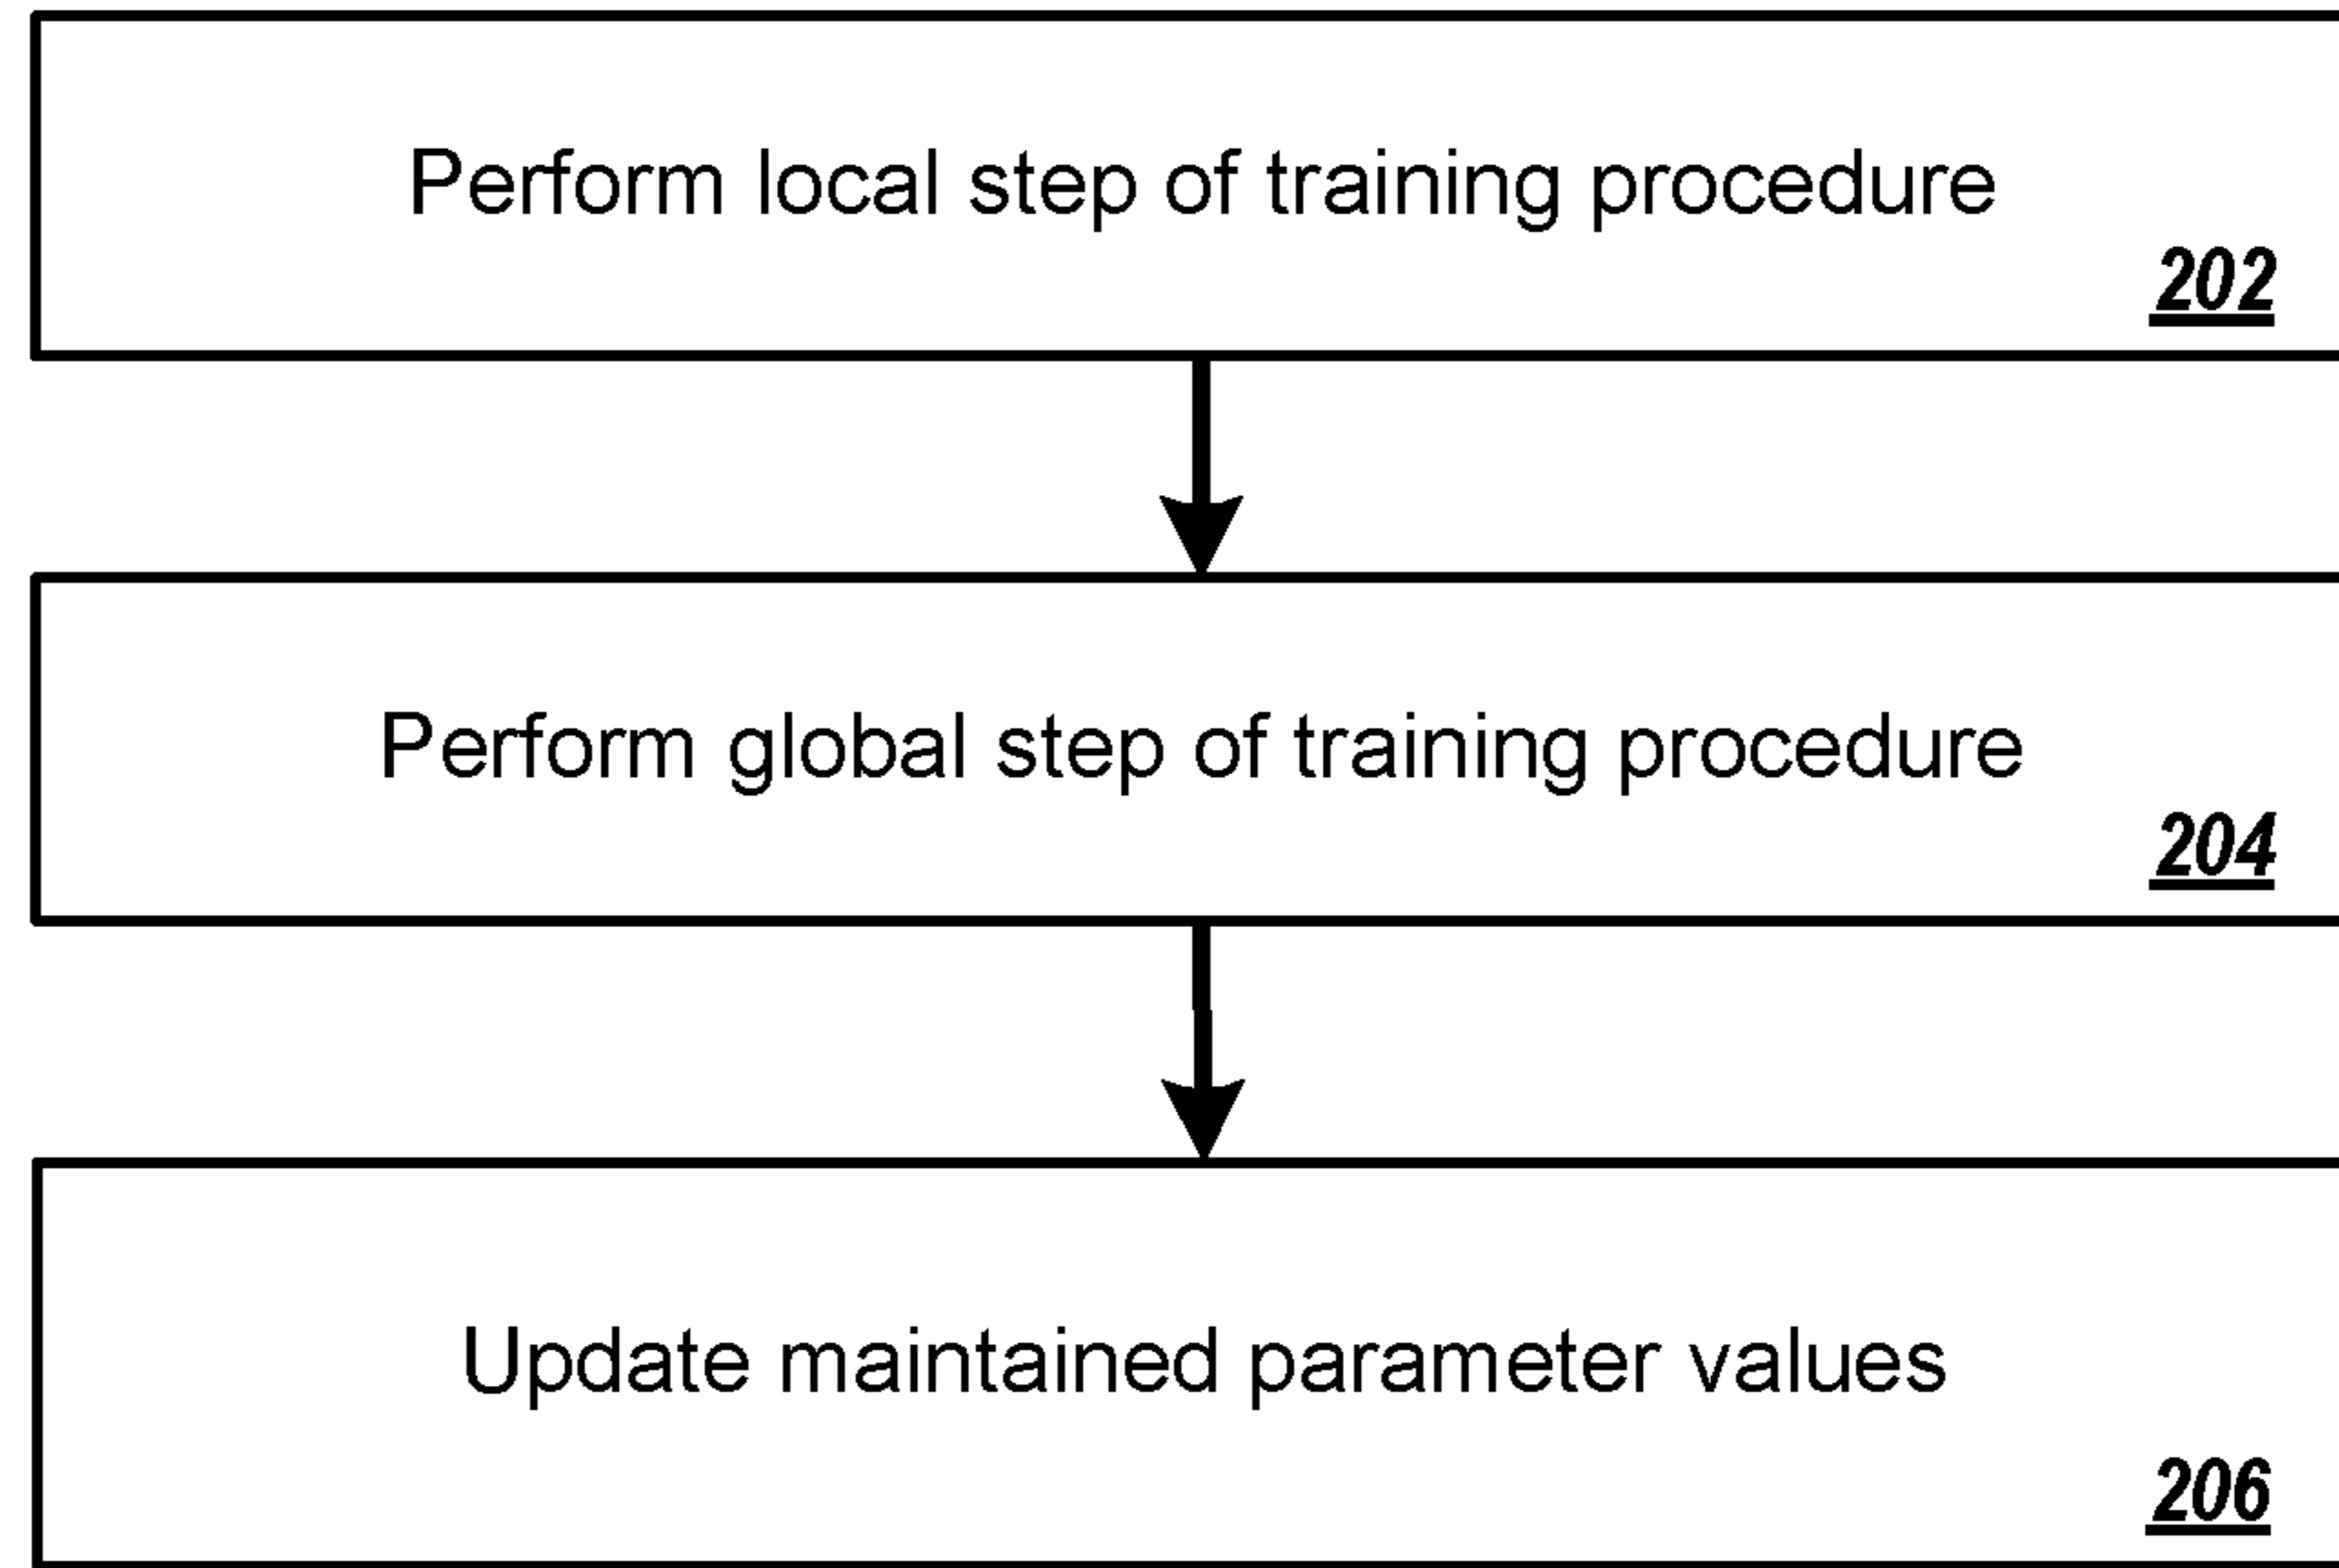 Perform local step of training procedure
202
Perform global step of training procedure
204
Update maintained parameter values
206